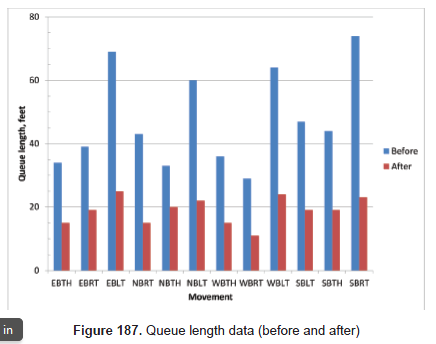 80
60
40
20
0
Queue length, feet
EBTH EBRT EBLT NBRT NBTH NBLT WBTH WBRT WBLT SBLT SBTH SBRT
Movement
Before
After
in
Figure 187. Queue length data (before and after)